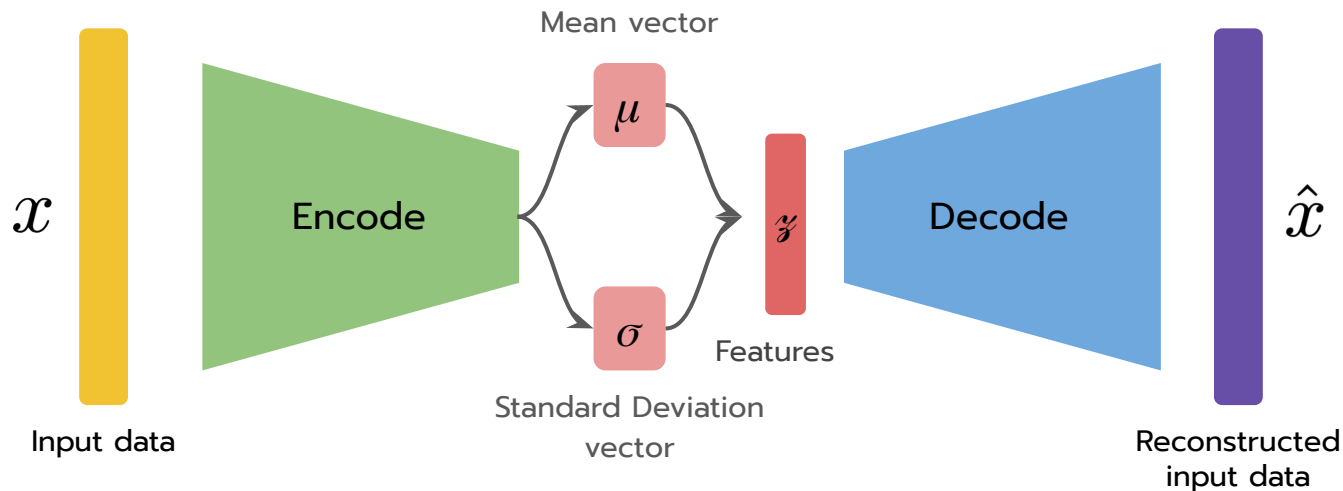 Mean vector
μ
x
Encode
z
Decode
x̂
σ
Features
Standard Deviation
vector
Input data
Reconstructed
input data